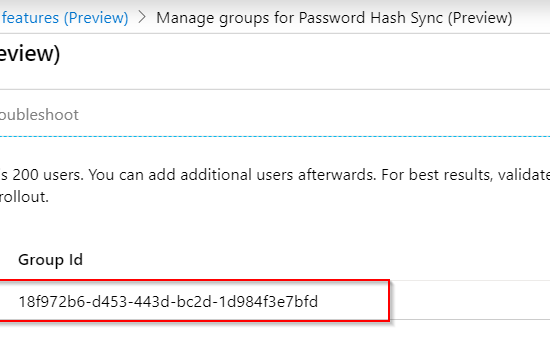 features (Preview) > Manage groups for Password Hash Sync (Preview)
eview)
oubleshoot
s 200 users. You can add additional users afterwards. For best results, validate
rollout.
Group Id
18f972b6-d453-443d-bc2d-1d984f3e7bfd